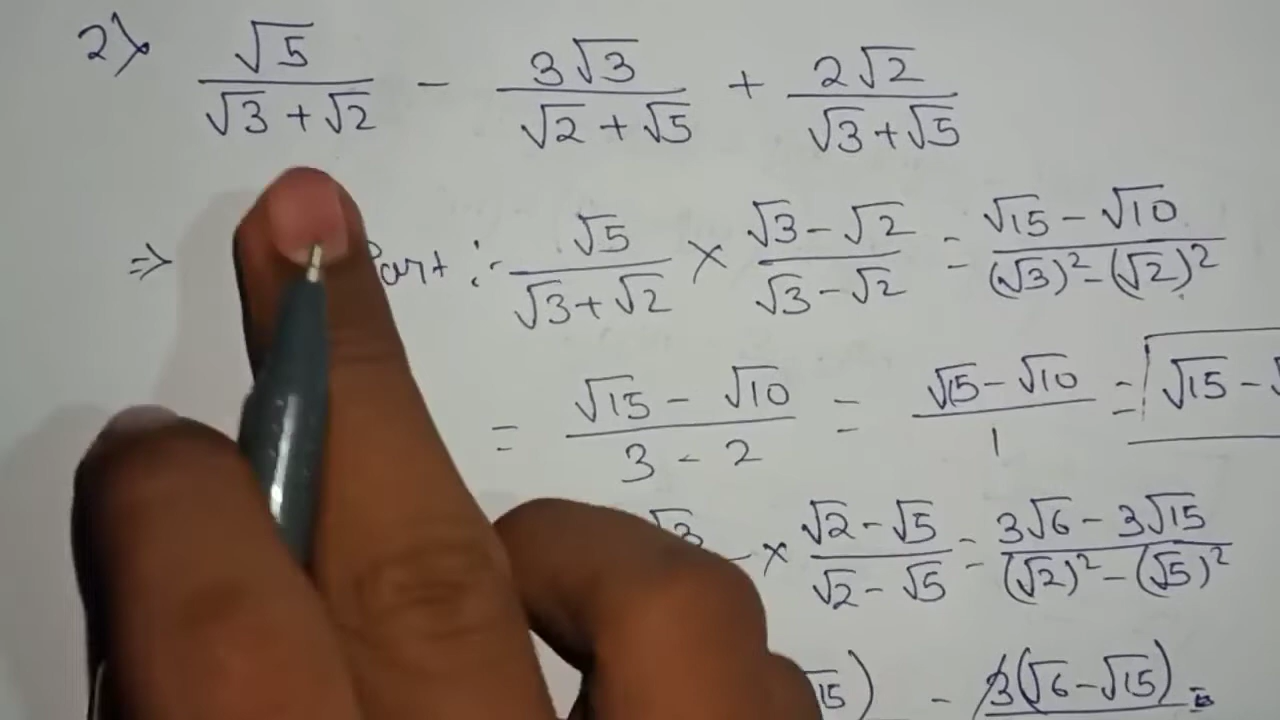 2) √5/(√3+√2) - 3√3/(√2+√5) + 2√2/(√3+√5)
⇒ Part :- √5/(√3+√2) × (√3-√2)/(√3-√2) = (√15-√10)/((√3)²-(√2)²)
= (√15-√10)/(3-2) = (√15-√10)/1 = √15-√
√3 × (√2-√5)/(√2-√5) = (3√6-3√15)/((√2)²-(√5)²)
√15) - 3(√6-√15) =